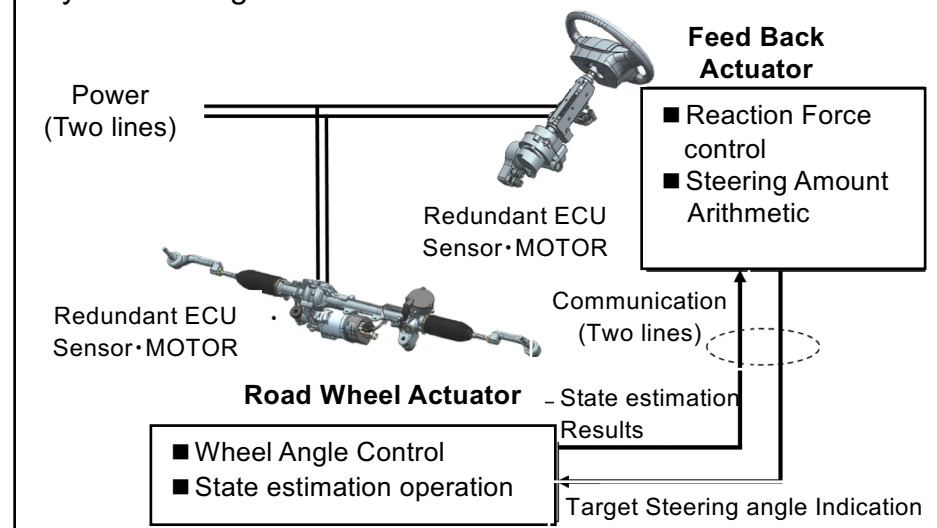 Feed Back
Actuator
Power
(Two lines)
■ Reaction Force
control
■ Steering Amount
Arithmetic
Redundant ECU
Sensor・MOTOR
Communication
(Two lines)
Redundant ECU
Sensor・MOTOR
Road Wheel Actuator
State estimation
Results
■ Wheel Angle Control
■ State estimation operation
Target Steering angle Indication